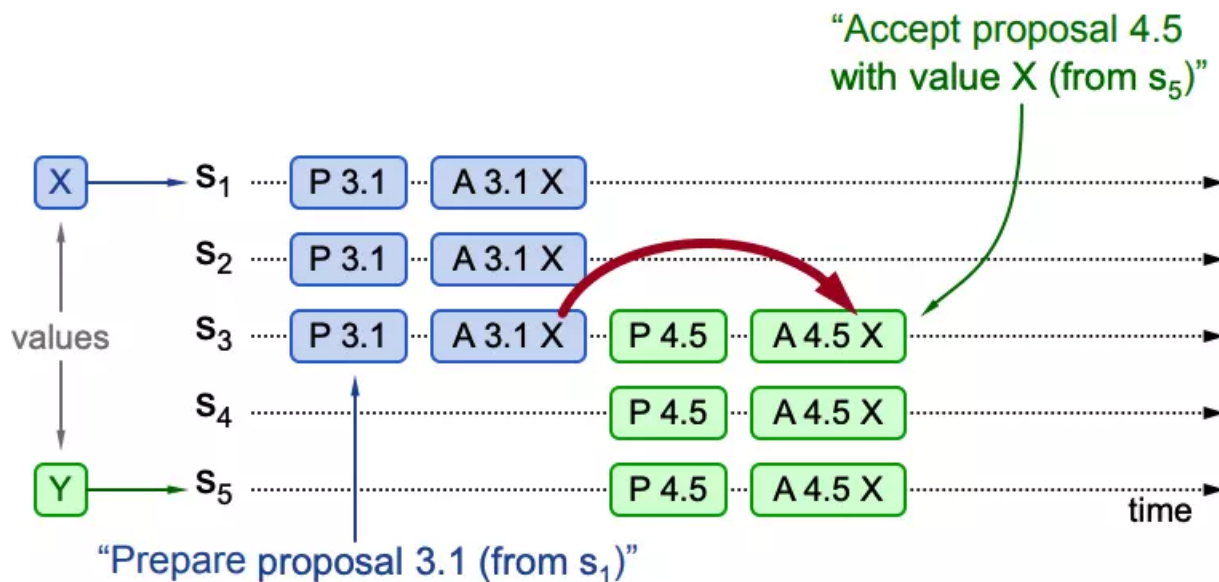 “Accept proposal 4.5
with value X (from s₅)”
X s₁ P 3.1 A 3.1 X
s₂ P 3.1 A 3.1 X
values s₃ P 3.1 A 3.1 X P 4.5 A 4.5 X
s₄ P 4.5 A 4.5 X
Y s₅ P 4.5 A 4.5 X
time
“Prepare proposal 3.1 (from s₁)”